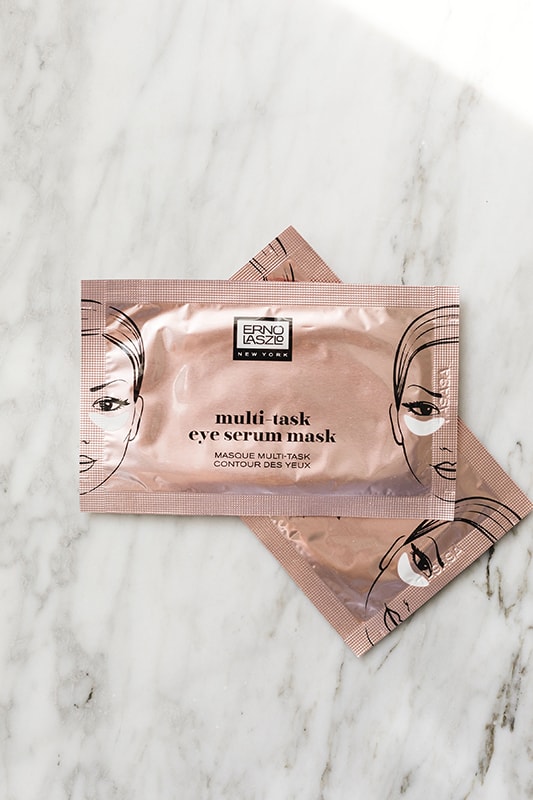 ERNO
LASZLO
NEW YORK
multi-task
eye serum mask
MASQUE MULTI-TASK
CONTOUR DES YEUX